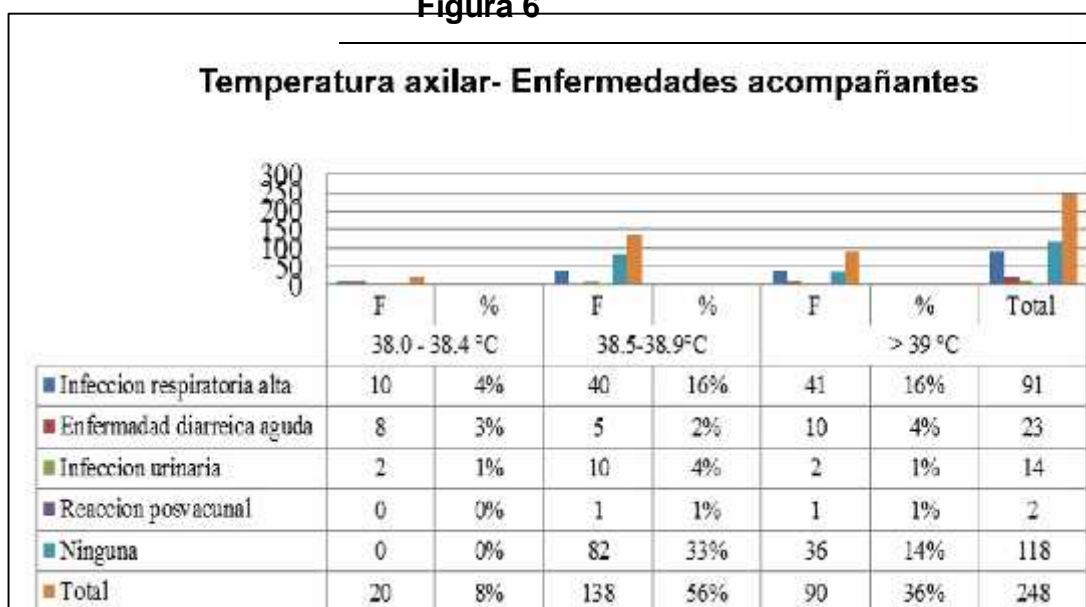 Figura 6
Temperatura axilar- Enfermedades acompañantes
300
250
200
150
100
50
0
F % F % F % Total
38.0 - 38.4 °C 38.5-38.9°C > 39 °C
Infeccion respiratoria alta 10 4% 40 16% 41 16% 91
Enfermadad diarreica aguda 8 3% 5 2% 10 4% 23
Infeccion urinaria 2 1% 10 4% 2 1% 14
Reaccion posvacunal 0 0% 1 1% 1 1% 2
Ninguna 0 0% 82 33% 36 14% 118
Total 20 8% 138 56% 90 36% 248